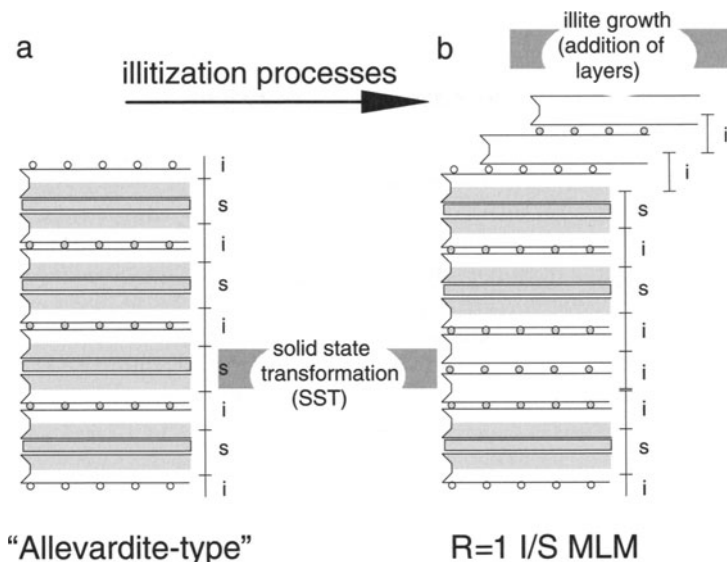 a
illitization processes
b
illite growth
(addition of
layers)
i
s
i
s
i
s
i
s
i
solid state
transformation
(SST)
i
i
s
i
s
i
i
i
s
i
"Allevardite-type"
R=1 I/S MLM